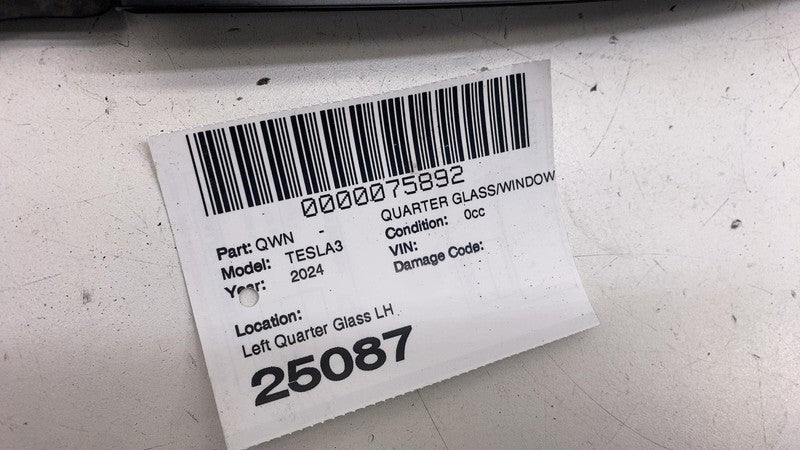 0000075892
Part: QWN - QUARTER GLASS/WINDOW
Model: TESLA3 Condition: 0cc
Year: 2024 VIN:
Damage Code:
Location:
Left Quarter Glass LH
25087